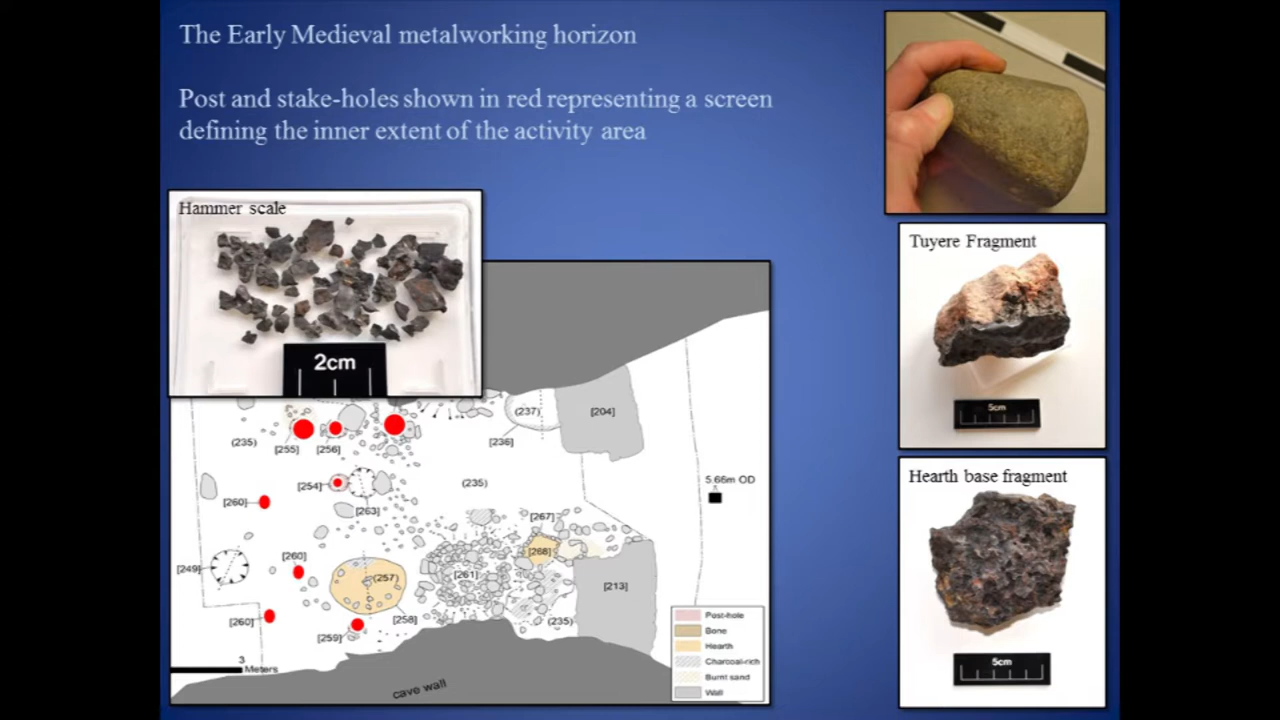 The Early Medieval metalworking horizon
Post and stake-holes shown in red representing a screen
defining the inner extent of the activity area
Hammer scale
2cm
Tuyere Fragment
5cm
Hearth base fragment
5cm
(237)
[204]
(235)
[255]
[256]
[236]
[254]
(235)
5.66m OD
[260]
[263]
[267]
[260]
[268]
[249]
(257)
[261]
[213]
[260]
[258]
(235)
[259]
3
Meters
cave wall
Post-hole
Bone
Hearth
Charcoal-rich
Burnt sand
Wall